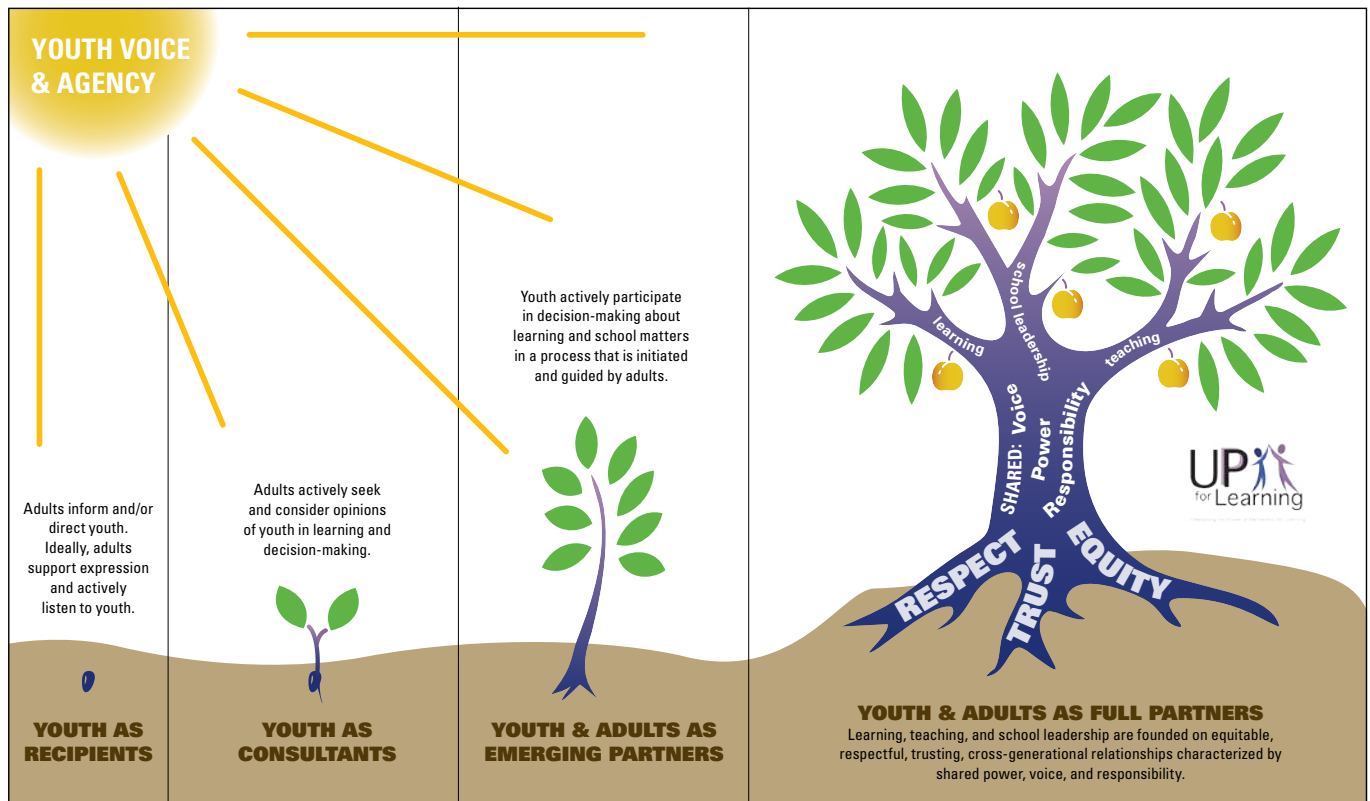 YOUTH VOICE
& AGENCY
Adults inform and/or
direct youth.
Ideally, adults
support expression
and actively
listen to youth.
YOUTH AS
RECIPIENTS
Adults actively seek
and consider opinions
of youth in learning and
decision-making.
YOUTH AS
CONSULTANTS
Youth actively participate
in decision-making about
learning and school matters
in a process that is initiated
and guided by adults.
YOUTH & ADULTS AS
EMERGING PARTNERS
learning
school leadership
teaching
SHARED: Voice
Power
Responsibility
RESPECT
TRUST
EQUITY
UP
for Learning
YOUTH & ADULTS AS FULL PARTNERS
Learning, teaching, and school leadership are founded on equitable,
respectful, trusting, cross-generational relationships characterized by
shared power, voice, and responsibility.